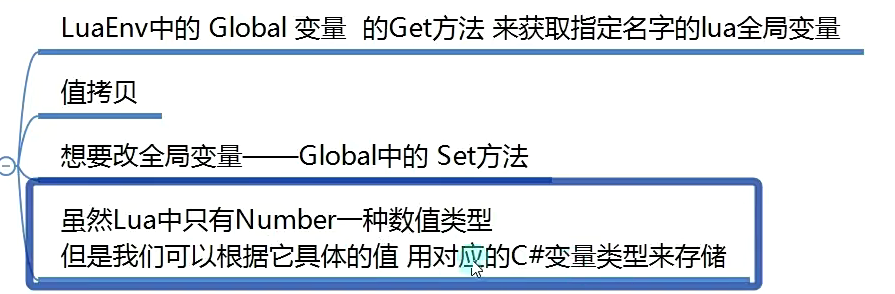 LuaEnv中的 Global 变量 的Get方法 来获取指定名字的lua全局变量
值拷贝
想要改全局变量——Global中的 Set方法
虽然Lua中只有Number一种数值类型
但是我们可以根据它具体的值 用对应的C#变量类型来存储